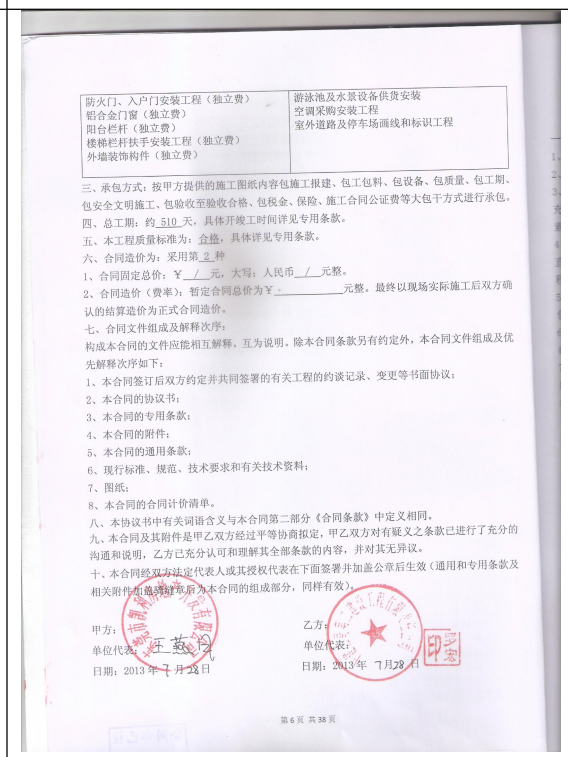 防火门、入户门安装工程（独立费）
铝合金门窗（独立费）
阳台栏杆（独立费）
楼梯栏杆扶手安装工程（独立费）
外墙装饰构件（独立费）
游泳池及水景设备供货安装
空调采购安装工程
室外道路及停车场画线和标识工程
三、承包方式：按甲方提供的施工图纸内容包施工报建、包工包料、包设备、包质量、包工期、
包安全文明施工、包验收至验收合格、包税金、保险、施工合同公证费等大包干方式进行承包。
四、总工期：约 510 天，具体开竣工时间详见专用条款。
五、本工程质量标准为：合格，具体详见专用条款。
六、合同造价为：采用第 2 种
1、合同固定总价：￥ / 元，大写：人民币 / 元整。
2、合同造价（费率）：暂定合同总价为￥ 元整。最终以现场实际施工后双方确
认的结算造价为正式合同造价。
七、合同文件组成及解释次序：
构成本合同的文件应能相互解释，互为说明。除本合同条款另有约定外，本合同文件组成及优
先解释次序如下：
1、本合同签订后双方约定并共同签署的有关工程的约谈记录、变更等书面协议；
2、本合同的协议书；
3、本合同的专用条款；
4、本合同的附件；
5、本合同的通用条款；
6、现行标准、规范、技术要求和有关技术资料；
7、图纸；
8、本合同的合同计价清单。
八、本协议书中有关词语含义与本合同第二部分《合同条款》中定义相同。
九、本合同及其附件是甲乙双方经过平等协商拟定，甲乙双方对有疑义之条款已进行了充分的
沟通和说明，乙方已充分认可和理解其全部条款的内容，并对其无异议。
十、本合同经双方法定代表人或其授权代表在下面签署并加盖公章后生效（通用和专用条款及
相关附件加盖骑缝章后为本合同的组成部分，同样有效）。
甲方：
单位代表：
日期：2013 年 7 月 28 日
乙方：
单位代表：
日期：2013 年 7 月 28 日
印
第 6 页 共 38 页